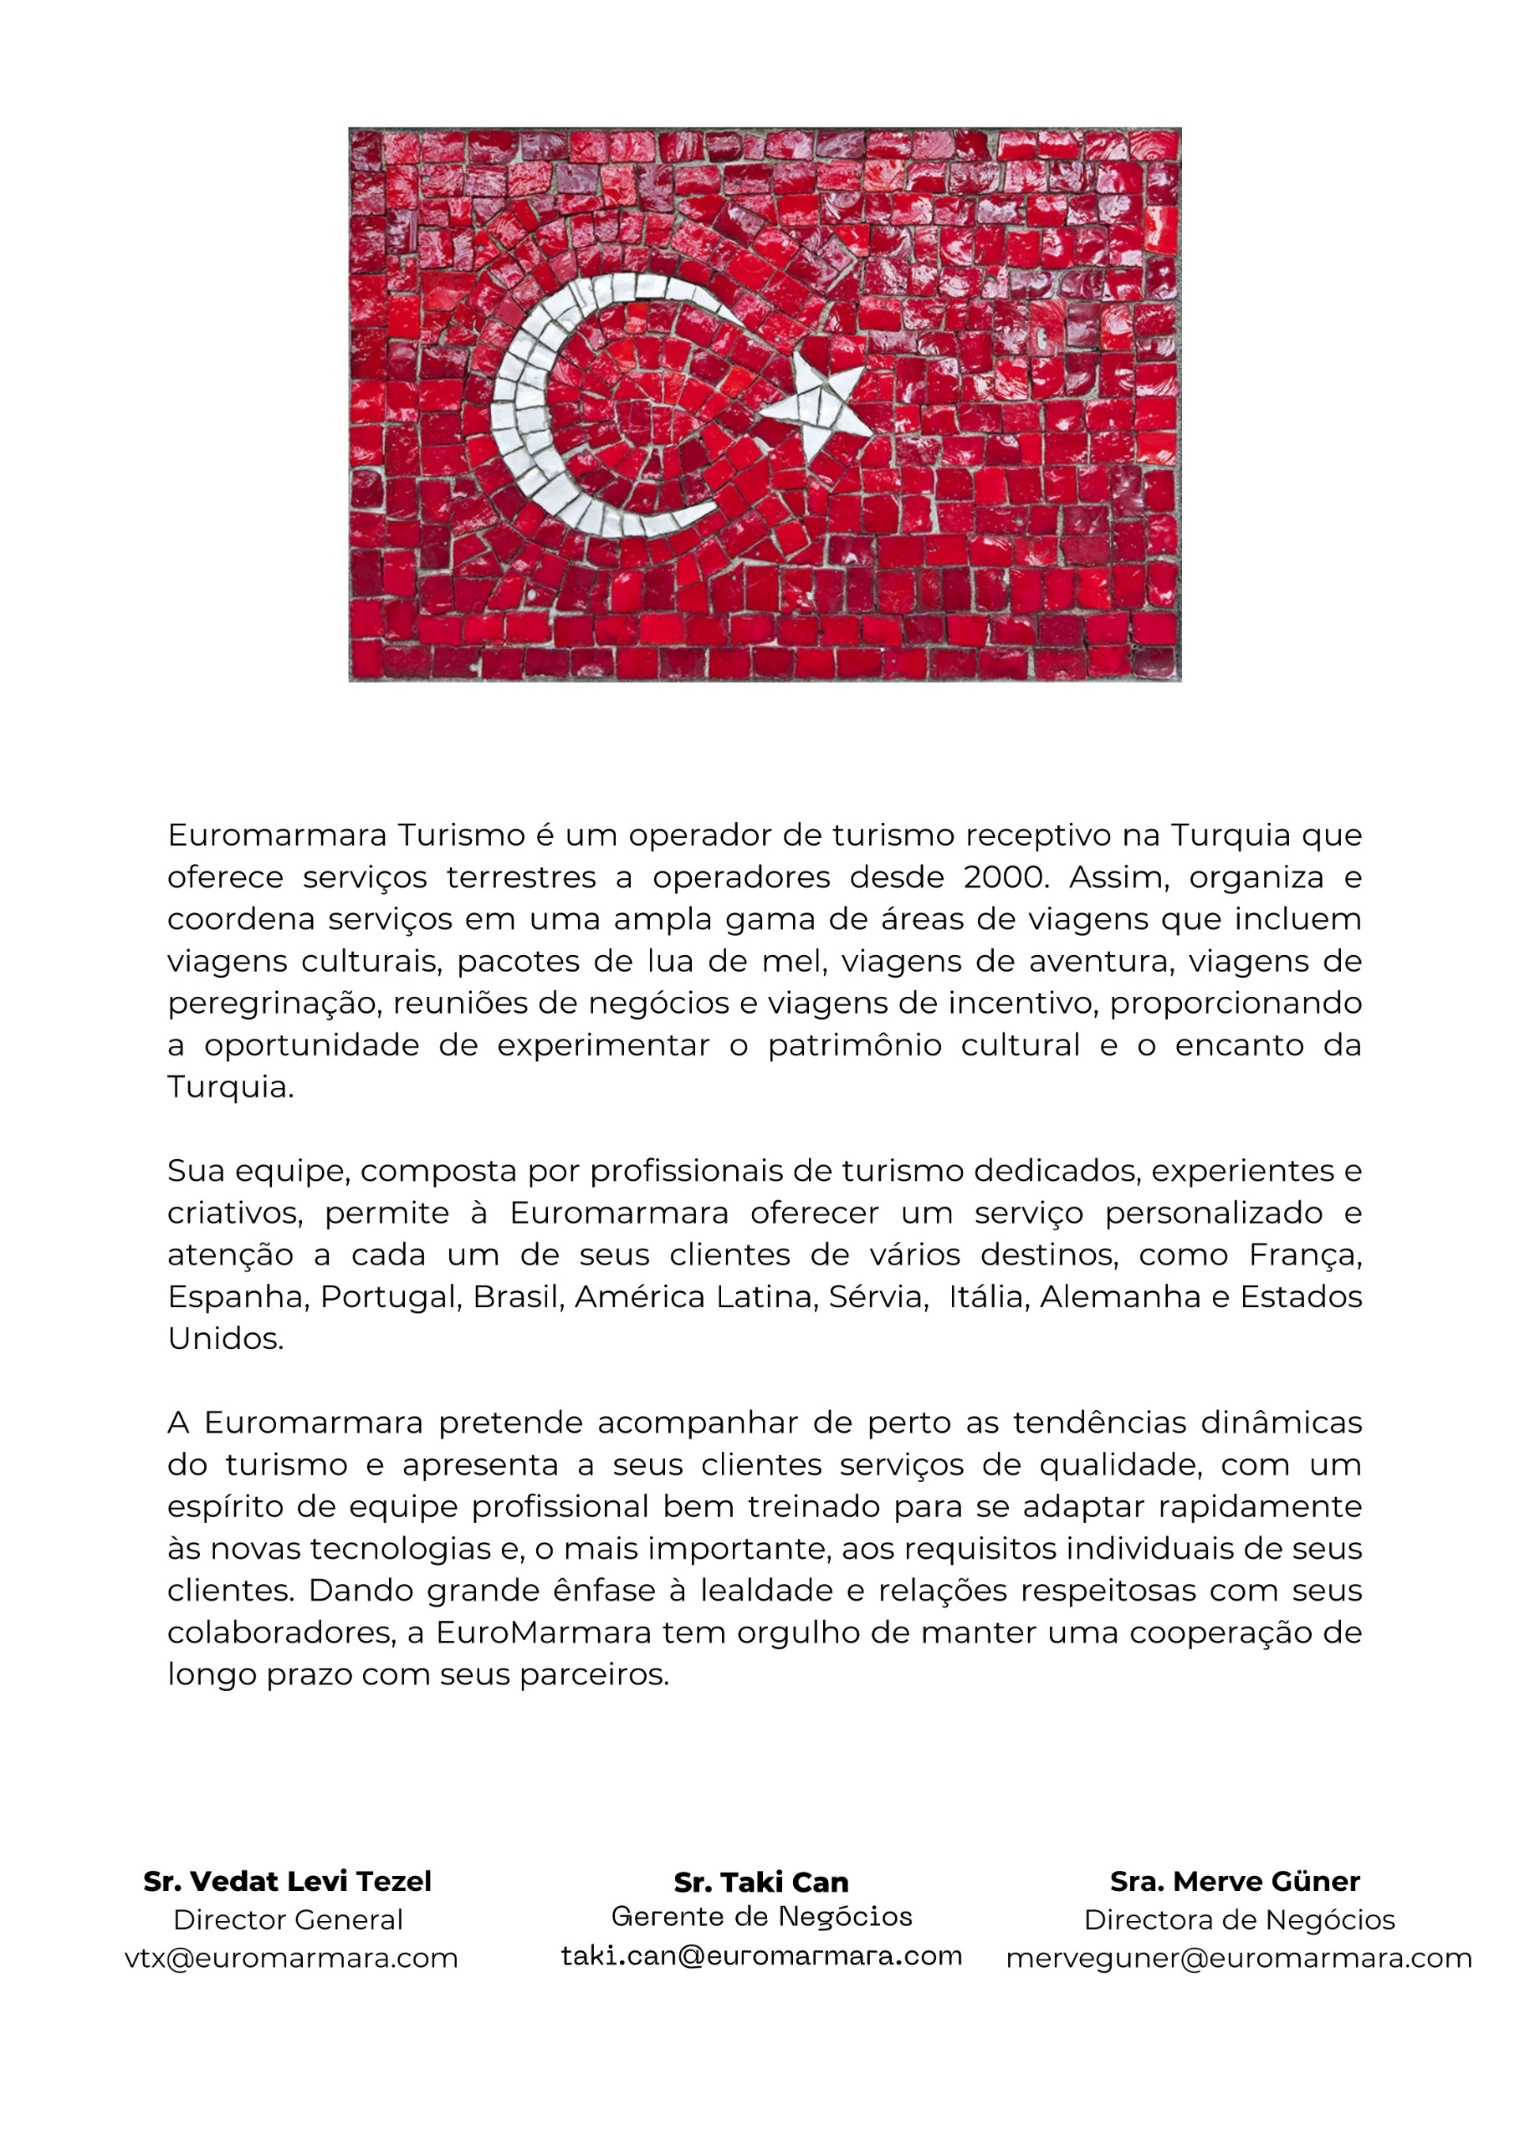 Euromarmara Turismo é um operador de turismo receptivo na Turquia que
oferece serviços terrestres a operadores desde 2000. Assim, organiza e
coordena serviços em uma ampla gama de áreas de viagens que incluem
viagens culturais, pacotes de lua de mel, viagens de aventura, viagens de
peregrinação, reuniões de negócios e viagens de incentivo, proporcionando
a oportunidade de experimentar o patrimônio cultural e o encanto da
Turquia.
Sua equipe, composta por profissionais de turismo dedicados, experientes e
criativos, permite à Euromarmara oferecer um serviço personalizado e
atenção a cada um de seus clientes de vários destinos, como França,
Espanha, Portugal, Brasil, América Latina, Sérvia, Itália, Alemanha e Estados
Unidos.
A Euromarmara pretende acompanhar de perto as tendências dinâmicas
do turismo e apresenta a seus clientes serviços de qualidade, com um
espírito de equipe profissional bem treinado para se adaptar rapidamente
às novas tecnologias e, o mais importante, aos requisitos individuais de seus
clientes. Dando grande ênfase à lealdade e relações respeitosas com seus
colaboradores, a EuroMarmara tem orgulho de manter uma cooperação de
longo prazo com seus parceiros.
Sr. Vedat Levi Tezel
Director General
vtx@euromarmara.com
Sr. Taki Can
Gerente de Negócios
taki.can@euromarmara.com
Sra. Merve Güner
Directora de Negócios
merveguner@euromarmara.com